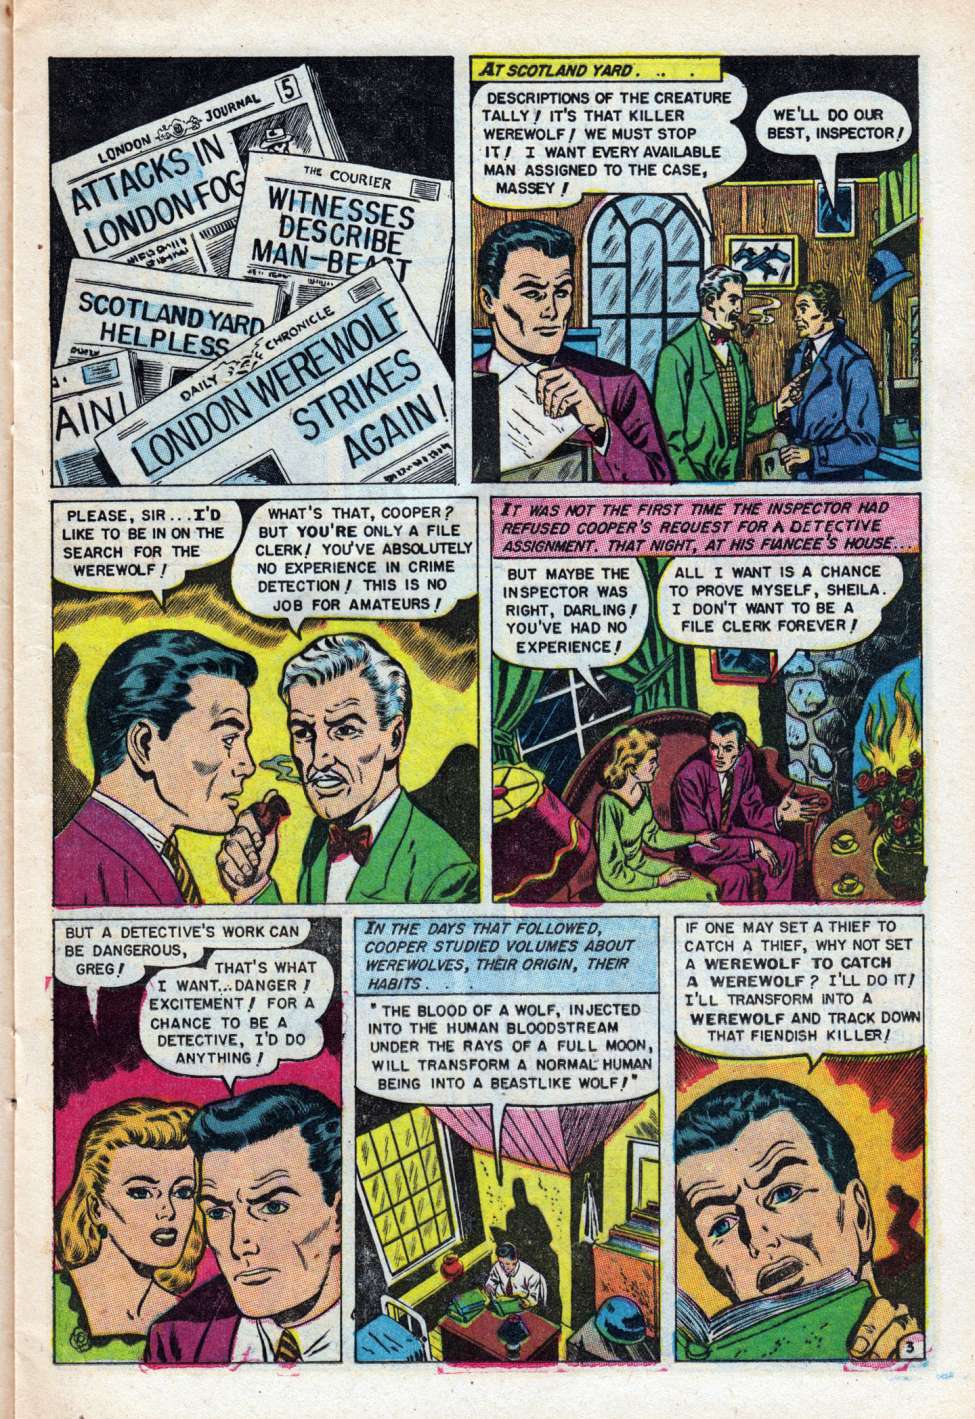 LONDON JOURNAL
5
ATTACKS IN
LONDON FOG
THE COURIER
WITNESSES
DESCRIBE
MAN-BEAST
SCOTLAND YARD
HELPLESS
AIN!
DAILY CHRONICLE
LONDON WEREWOLF
STRIKES
AGAIN!
AT SCOTLAND YARD. . . .
DESCRIPTIONS OF THE CREATURE
TALLY! IT'S THAT KILLER
WEREWOLF! WE MUST STOP
IT! I WANT EVERY AVAILABLE
MAN ASSIGNED TO THE CASE,
MASSEY!
WE'LL DO OUR
BEST, INSPECTOR!
PLEASE, SIR...I'D
LIKE TO BE IN ON THE
SEARCH FOR THE
WEREWOLF!
WHAT'S THAT, COOPER?
BUT YOU'RE ONLY A FILE
CLERK! YOU'VE ABSOLUTELY
NO EXPERIENCE IN CRIME
DETECTION! THIS IS NO
JOB FOR AMATEURS!
IT WAS NOT THE FIRST TIME THE INSPECTOR HAD
REFUSED COOPER'S REQUEST FOR A DETECTIVE
ASSIGNMENT. THAT NIGHT, AT HIS FIANCEE'S HOUSE...
BUT MAYBE THE
INSPECTOR WAS
RIGHT, DARLING!
YOU'VE HAD NO
EXPERIENCE!
ALL I WANT IS A CHANCE
TO PROVE MYSELF, SHEILA.
I DON'T WANT TO BE A
FILE CLERK FOREVER!
BUT A DETECTIVE'S WORK CAN
BE DANGEROUS,
GREG!
THAT'S WHAT
I WANT...DANGER!
EXCITEMENT! FOR A
CHANCE TO BE A
DETECTIVE, I'D DO
ANYTHING!
IN THE DAYS THAT FOLLOWED,
COOPER STUDIED VOLUMES ABOUT
WEREWOLVES, THEIR ORIGIN, THEIR
HABITS. . . .
"THE BLOOD OF A WOLF, INJECTED
INTO THE HUMAN BLOODSTREAM
UNDER THE RAYS OF A FULL MOON,
WILL TRANSFORM A NORMAL HUMAN
BEING INTO A BEASTLIKE WOLF!"
IF ONE MAY SET A THIEF TO
CATCH A THIEF, WHY NOT SET
A WEREWOLF TO CATCH
A WEREWOLF? I'LL DO IT!
I'LL TRANSFORM INTO A
WEREWOLF AND TRACK DOWN
THAT FIENDISH KILLER!
3